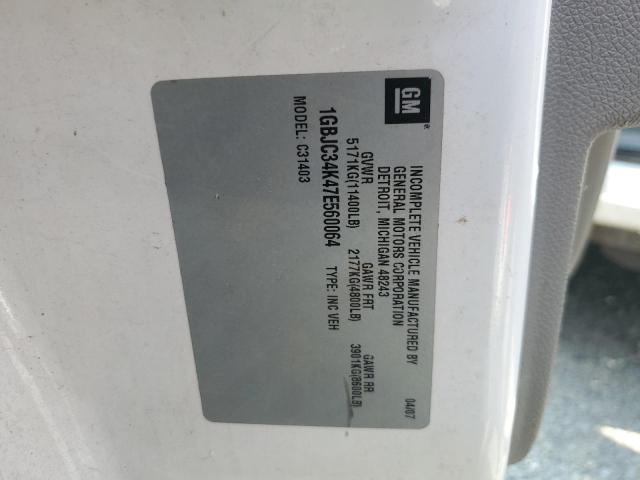 GM
INCOMPLETE VEHICLE MANUFACTURED BY
GENERAL MOTORS CORPORATION
DETROIT, MICHIGAN 48243
04/07
GVWR GAWR FRT GAWR RR
5171KG(11400LB) 2177KG(4800LB) 3901KG(8600LB)
1GBJC34K47E560064 TYPE: INC VEH
MODEL: C31403